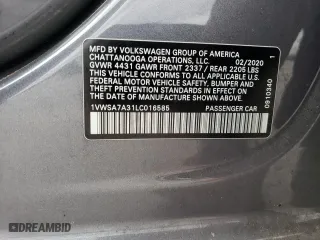 MFD BY VOLKSWAGEN GROUP OF AMERICA
CHATTANOOGA OPERATIONS, LLC. 02/2020
GVWR 4431 GAWR FRONT 2337 / REAR 2205 LBS
THIS VEHICLE CONFORMS TO ALL APPLICABLE U.S.
FEDERAL MOTOR VEHICLE SAFETY, BUMPER AND
THEFT PREVENTION STANDARDS IN EFFECT ON THE
DATE OF MANUFACTURE SHOWN ABOVE
1VWSA7A31LC016585 PASSENGER CAR
0910340
AUTOBIDMASTER